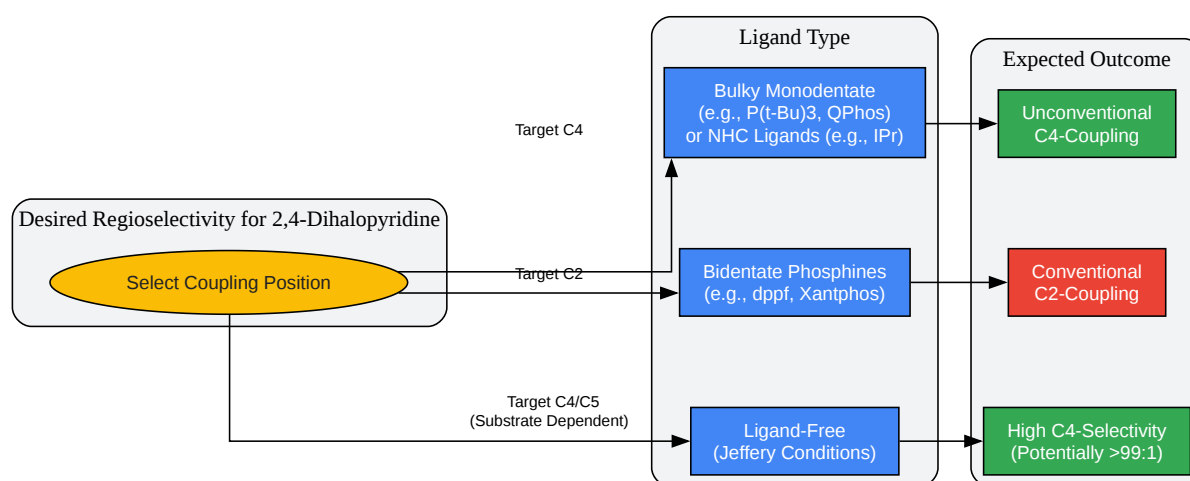 Ligand Type
Expected Outcome
Bulky Monodentate
(e.g., P(t-Bu)3, QPhos)
or NHC Ligands (e.g., IPr)
Unconventional
C4-Coupling
Target C4
Desired Regioselectivity for 2,4-Dihalopyridine
Select Coupling Position
Target C2
Bidentate Phosphines
(e.g., dppf, Xantphos)
Conventional
C2-Coupling
Target C4/C5
(Substrate Dependent)
Ligand-Free
(Jeffery Conditions)
High C4-Selectivity
(Potentially >99:1)